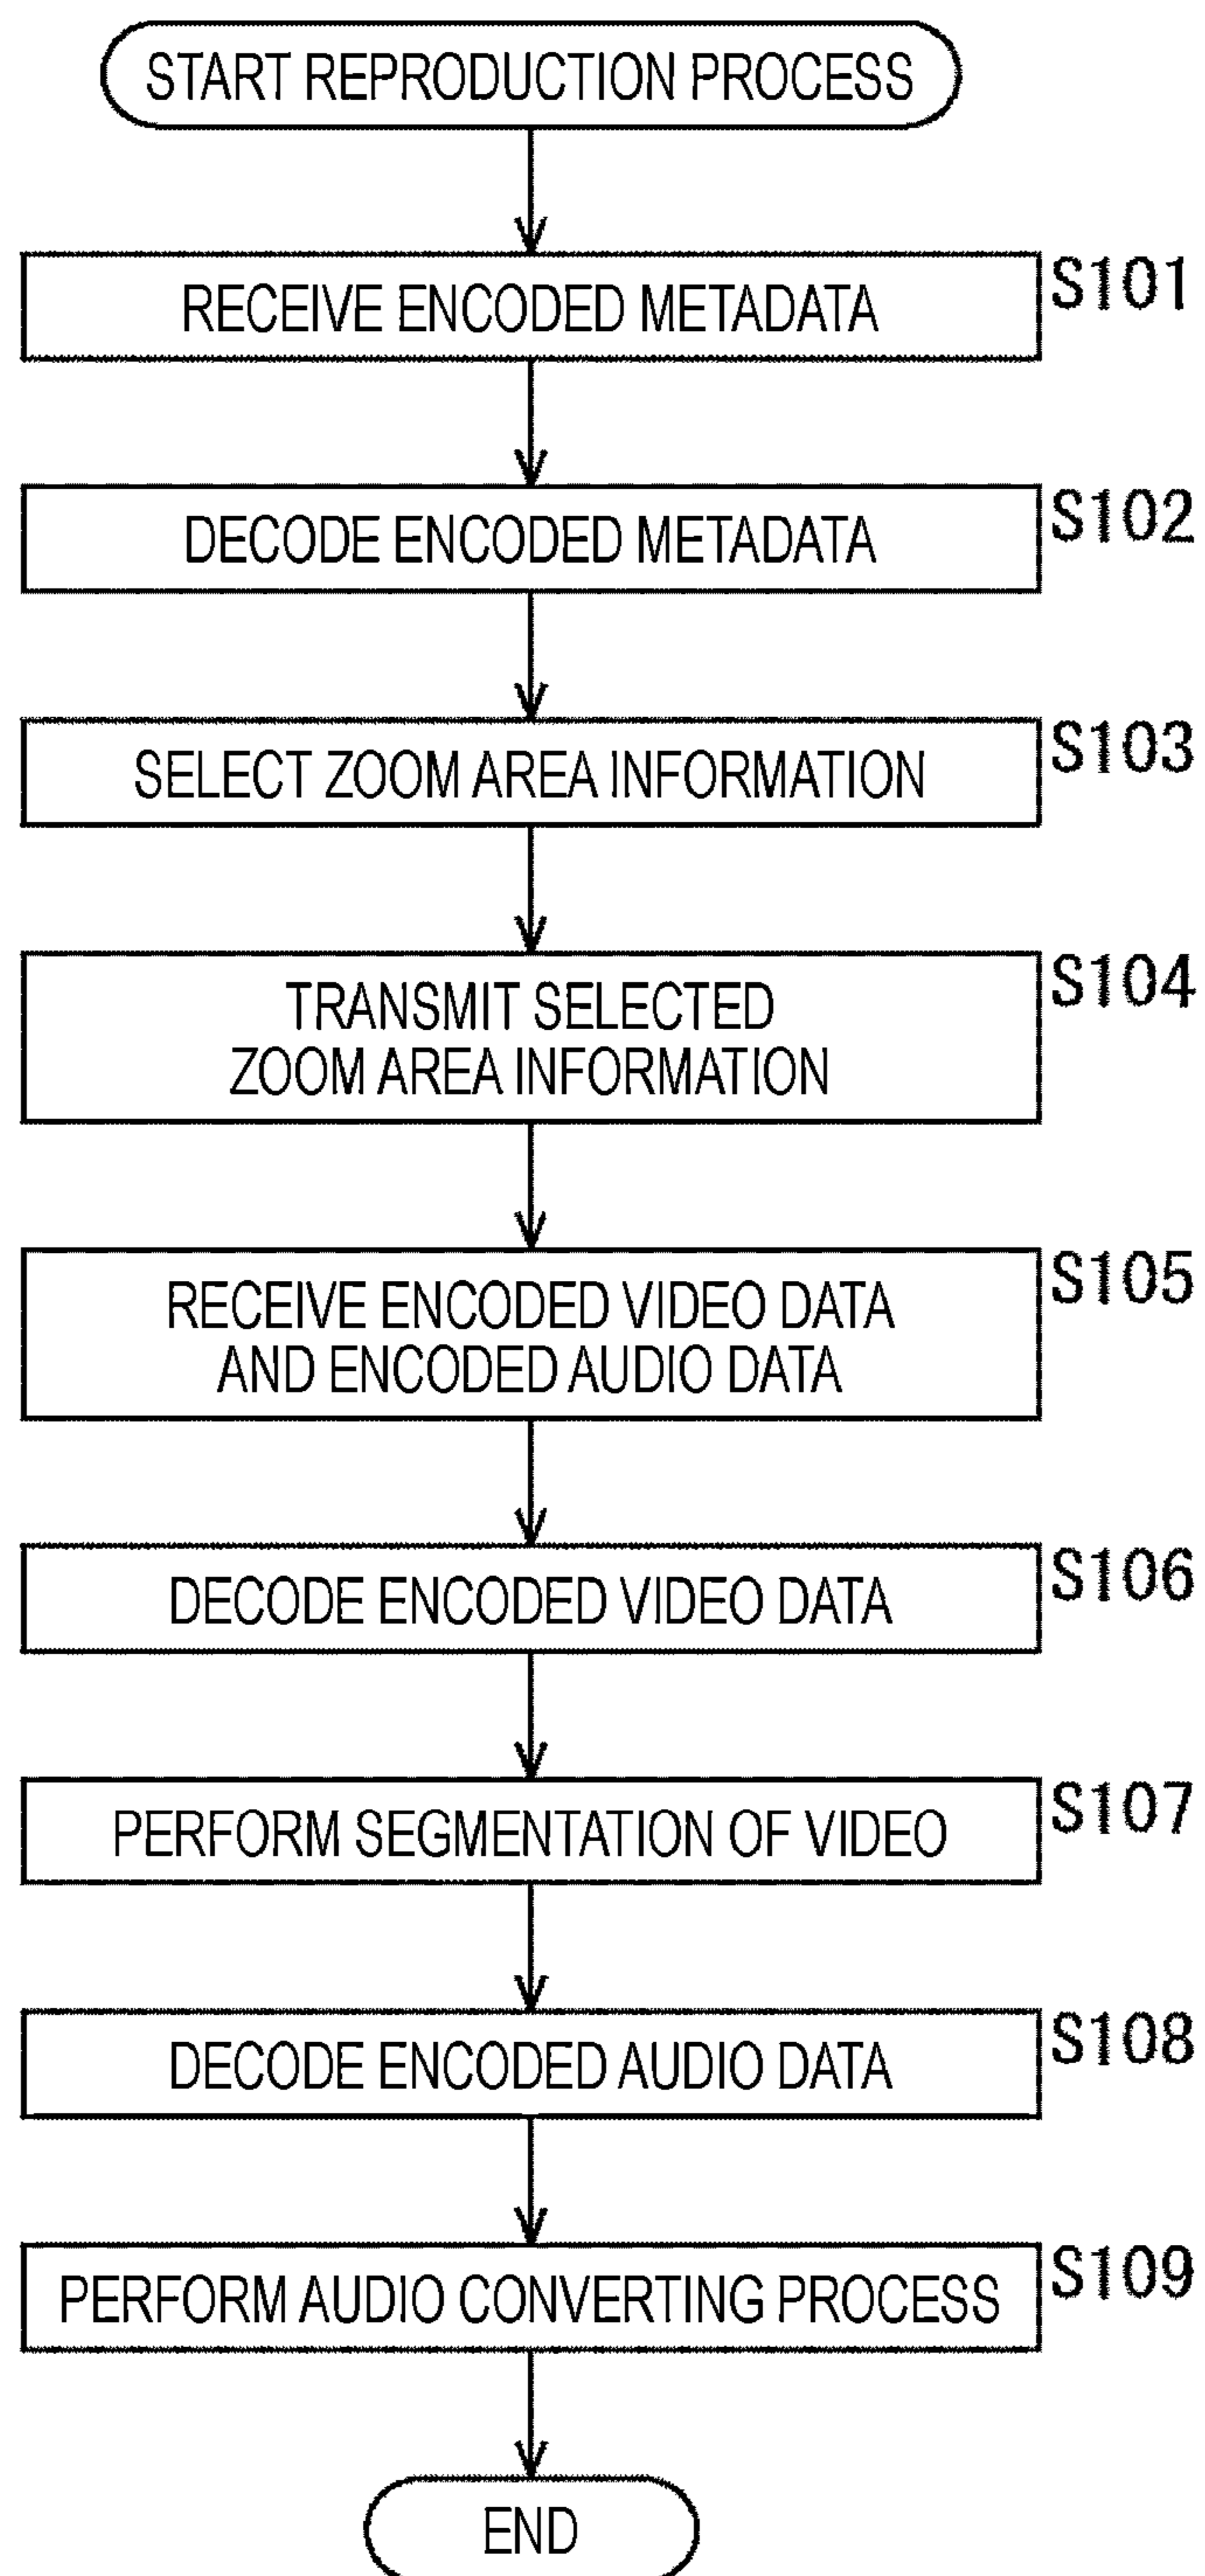 START REPRODUCTION PROCESS
RECEIVE ENCODED METADATA
S101
DECODE ENCODED METADATA
S102
SELECT ZOOM AREA INFORMATION
S103
TRANSMIT SELECTED
ZOOM AREA INFORMATION
S104
RECEIVE ENCODED VIDEO DATA
AND ENCODED AUDIO DATA
S105
DECODE ENCODED VIDEO DATA
S106
PERFORM SEGMENTATION OF VIDEO
S107
DECODE ENCODED AUDIO DATA
S108
PERFORM AUDIO CONVERTING PROCESS
S109
END